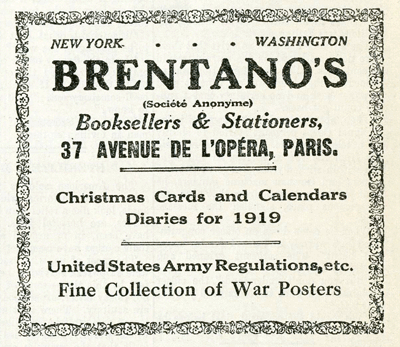 NEW YORK . . . WASHINGTON
BRENTANO'S
(Société Anonyme)
Booksellers & Stationers,
37 AVENUE DE L'OPÉRA, PARIS.
Christmas Cards and Calendars
Diaries for 1919
United States Army Regulations, etc.
Fine Collection of War Posters